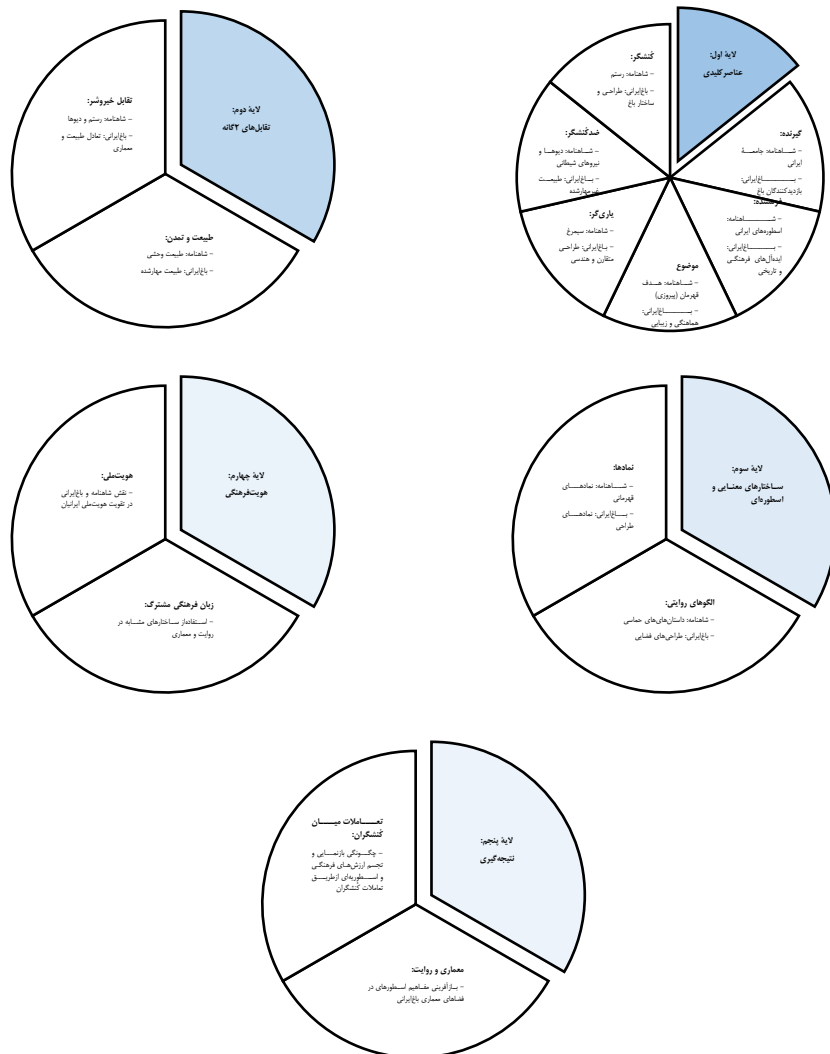 لایهٔ اول:
عناصر کلیدی
گیرنده:
- شاهنامه: جامعهٔ
ایرانی
- باغ‌ایرانی:
بازدیدکنندگان باغ
فرستنده:
- شاهنامه:
اسطوره‌های ایرانی
- باغ‌ایرانی:
ایده‌آل‌های فرهنگی
و تاریخی
موضوع
- شاهنامه: هدف
قهرمان (پیروزی)
- باغ‌ایرانی:
هماهنگی و زیبایی
یاری‌گر:
- شاهنامه: سیمرغ
- باغ‌ایرانی: طراحی
متقارن و هندسی
ضدکُنشگر:
- شاهنامه: دیوها و
نیروهای شیطانی
- باغ‌ایرانی: طبیعت
غیرمهارشده
کُنشگر:
- شاهنامه: رستم
- باغ‌ایرانی: طراحی و
ساختار باغ
لایهٔ دوم:
تقابل‌های ۲گانه
طبیعت و تمدن:
- شاهنامه: طبیعت وحشی
- باغ‌ایرانی: طبیعت مهارشده
تقابل خیروشر:
- شاهنامه: رستم و دیوها
- باغ‌ایرانی: تعادل طبیعت و
معماری
لایهٔ سوم:
ساختارهای معنایی و
اسطوره‌ای
الگوهای روایتی:
- شاهنامه: داستان‌های‌های حماسی
- باغ‌ایرانی: طراحی‌های فضایی
نمادها:
- شاهنامه: نمادهای
قهرمانی
- باغ‌ایرانی: نمادهای
طراحی
لایهٔ چهارم:
هویت‌فرهنگی
زبان فرهنگی مشترک:
- استفاده‌از ساختارهای مشابه در
روایت و معماری
هویت‌ملی:
- نقش شاهنامه و باغ‌ایرانی
در تقویت هویت‌ملی ایرانیان
لایهٔ پنجم:
نتیجه‌گیری
معماری و روایت:
- بازآفرینی مفاهیم اسطوره‌ای در
فضاهای معماری باغ‌ایرانی
تعاملات میان
کُنشگران:
- چگونگی بازنمایی و
تجسم ارزش‌های فرهنگی
و اسطوره‌ای ازطریق
تعاملات کُنشگران